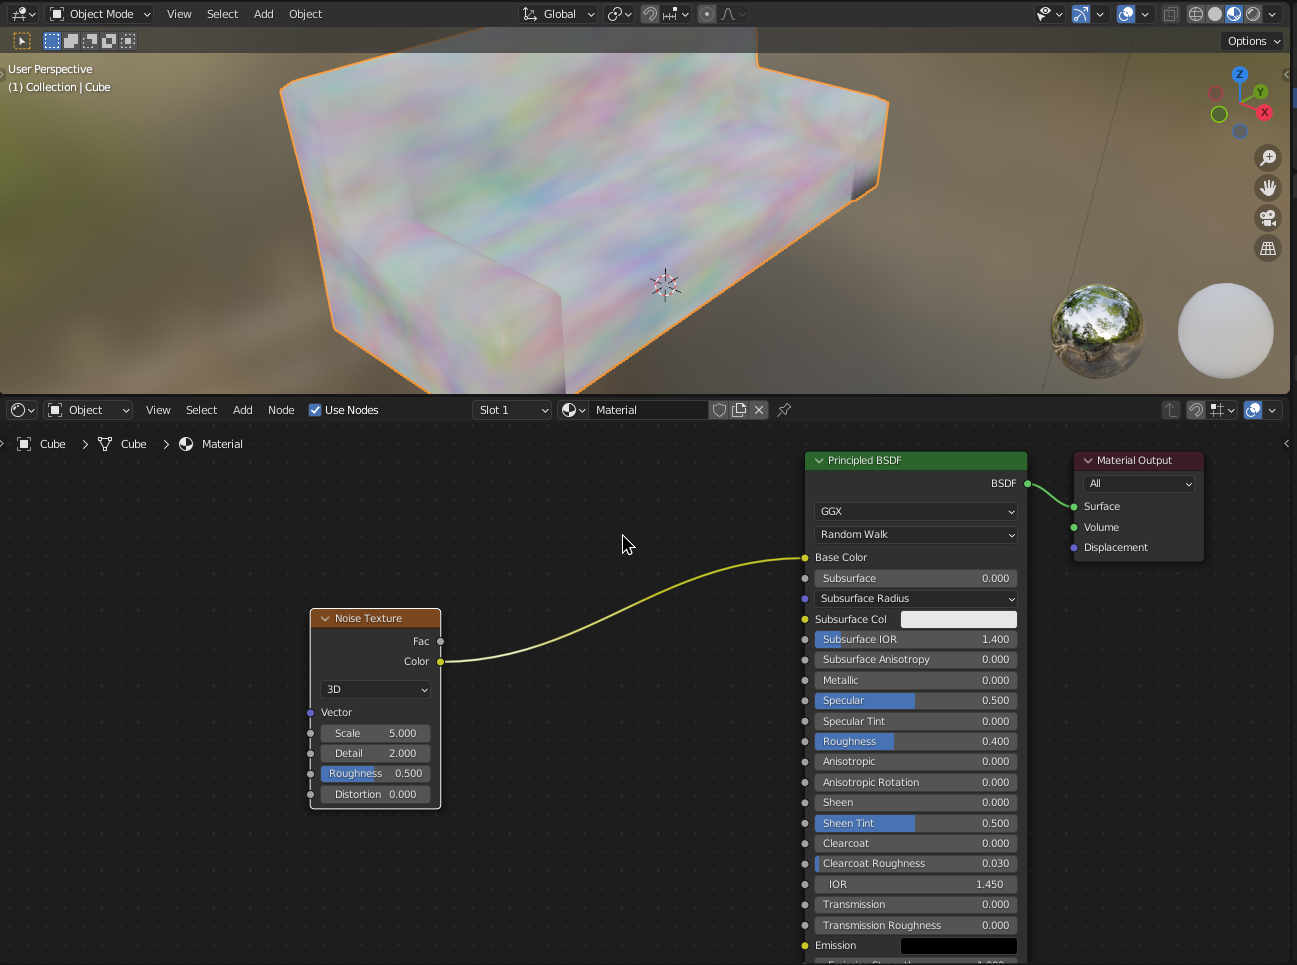 Object Mode View Select Add Object Global
Options
User Perspective
(1) Collection | Cube
Z
Y
X
Object View Select Add Node Use Nodes Slot 1 Material
Cube Cube Material
Noise Texture
Fac
Color
3D
Vector
Scale 5.000
Detail 2.000
Roughness 0.500
Distortion 0.000
Principled BSDF
BSDF
GGX
Random Walk
Base Color
Subsurface 0.000
Subsurface Radius
Subsurface Col
Subsurface IOR 1.400
Subsurface Anisotropy 0.000
Metallic 0.000
Specular 0.500
Specular Tint 0.000
Roughness 0.400
Anisotropic 0.000
Anisotropic Rotation 0.000
Sheen 0.000
Sheen Tint 0.500
Clearcoat 0.000
Clearcoat Roughness 0.030
IOR 1.450
Transmission 0.000
Transmission Roughness 0.000
Emission
Material Output
All
Surface
Volume
Displacement